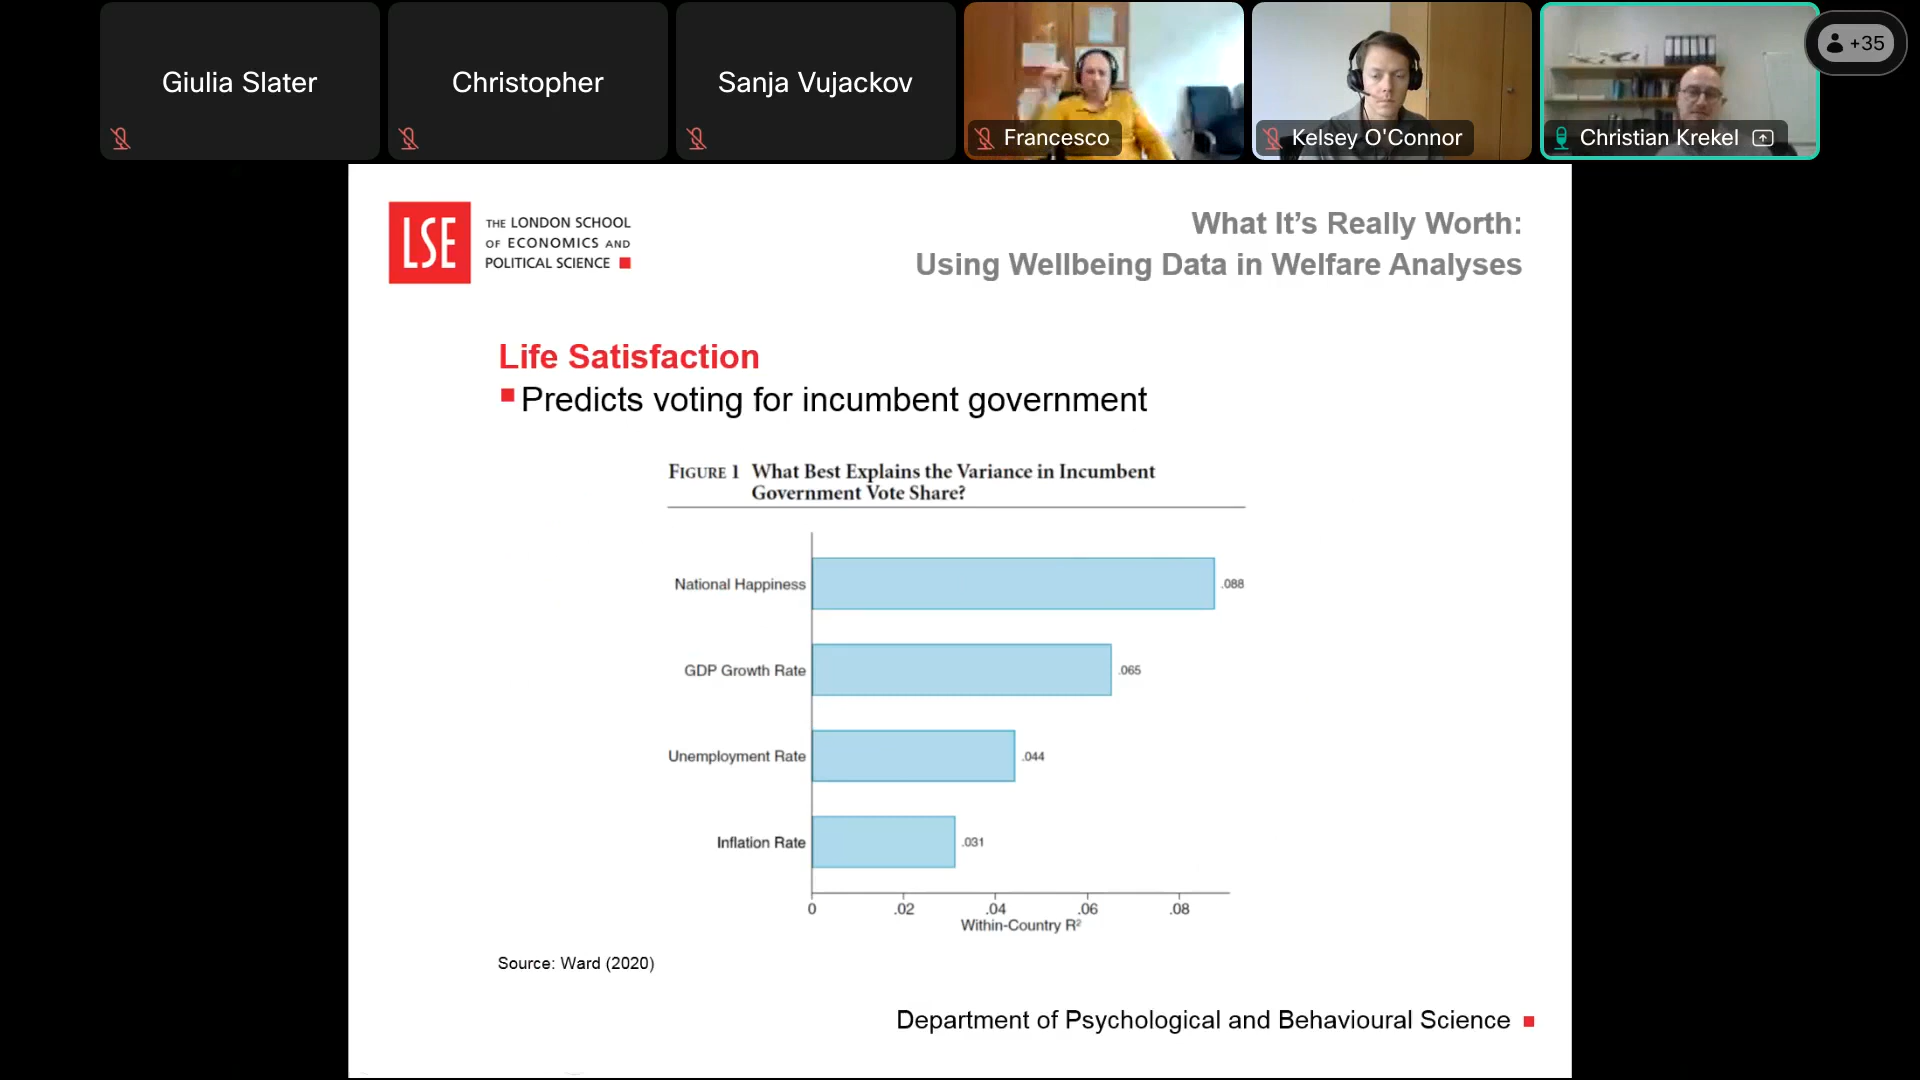 Giulia Slater
Christopher
Sanja Vujackov
Francesco
Kelsey O'Connor
Christian Krekel
+35
LSE
THE LONDON SCHOOL
OF ECONOMICS AND
POLITICAL SCIENCE
What It’s Really Worth:
Using Wellbeing Data in Welfare Analyses
Life Satisfaction
Predicts voting for incumbent government
FIGURE 1 What Best Explains the Variance in Incumbent
Government Vote Share?
National Happiness .088
GDP Growth Rate .065
Unemployment Rate .044
Inflation Rate .031
0 .02 .04 .06 .08
Within-Country R²
Source: Ward (2020)
Department of Psychological and Behavioural Science